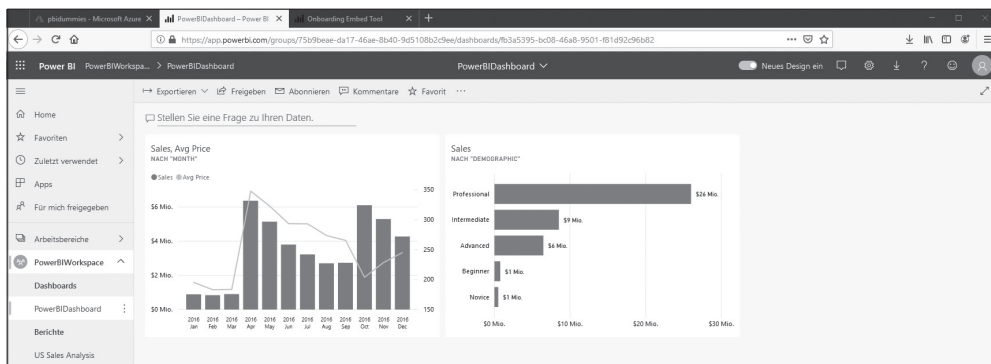 pbidummies - Microsoft Azure
PowerBIDashboard – Power BI
Onboarding Embed Tool
https://app.powerbi.com/groups/75b9beae-da17-46ae-8b40-9d5108b2c9ee/dashboards/fb3a5395-bc08-46a8-9501-f81d92c96b82
Power BI PowerBIWorkspa... > PowerBIDashboard
PowerBIDashboard
Neues Design ein
Exportieren Freigeben Abonnieren Kommentare Favorit ...
Home
Favoriten
Zuletzt verwendet
Apps
Für mich freigegeben
Arbeitsbereiche
PowerBIWorkspace
Dashboards
PowerBIDashboard
Berichte
US Sales Analysis
Stellen Sie eine Frage zu Ihren Daten.
Sales, Avg Price
NACH "MONTH"
Sales Avg Price
$6 Mio.
$4 Mio.
$2 Mio.
$0 Mio.
350
300
250
200
150
2016 2016 2016 2016 2016 2016 2016 2016 2016 2016 2016 2016
Jan Feb Mar Apr May Jun Jul Aug Sep Oct Nov Dec
Sales
NACH "DEMOGRAPHIC"
Professional $26 Mio.
Intermediate $9 Mio.
Advanced $6 Mio.
Beginner $1 Mio.
Novice $1 Mio.
$0 Mio. $10 Mio. $20 Mio. $30 Mio.